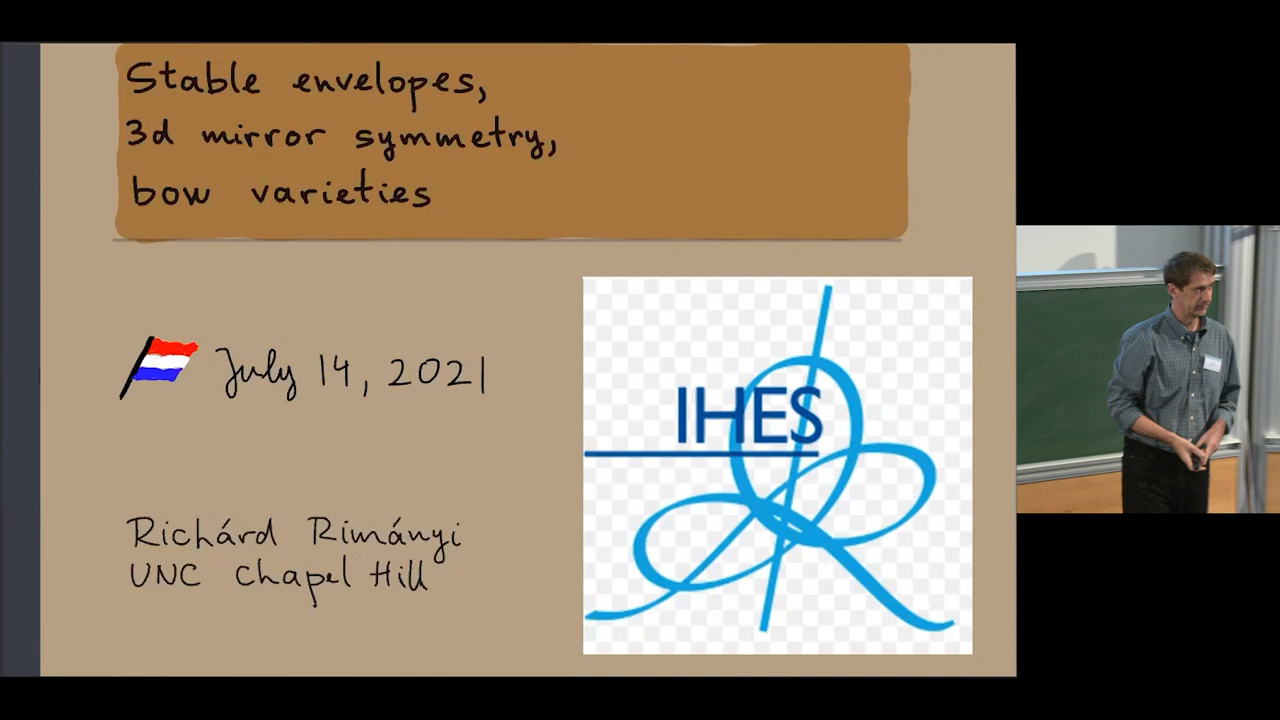 Stable envelopes,
3d mirror symmetry,
bow varieties
July 14, 2021
IHES
Richárd Rimányi
UNC Chapel Hill